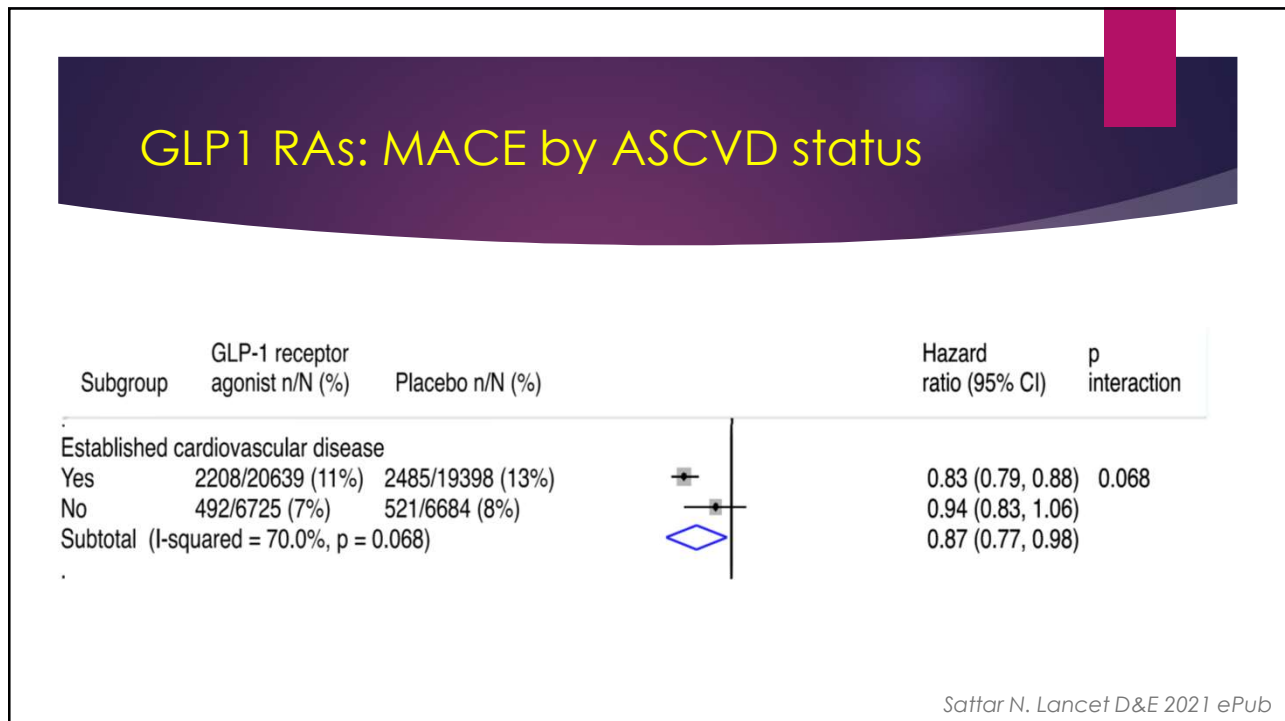 GLP1 RAs: MACE by ASCVD status
GLP-1 receptor Hazard p
Subgroup agonist n/N (%) Placebo n/N (%) ratio (95% CI) interaction
Established cardiovascular disease
Yes 2208/20639 (11%) 2485/19398 (13%) 0.83 (0.79, 0.88) 0.068
No 492/6725 (7%) 521/6684 (8%) 0.94 (0.83, 1.06)
Subtotal (I-squared = 70.0%, p = 0.068) 0.87 (0.77, 0.98)
Sattar N. Lancet D&E 2021 ePub